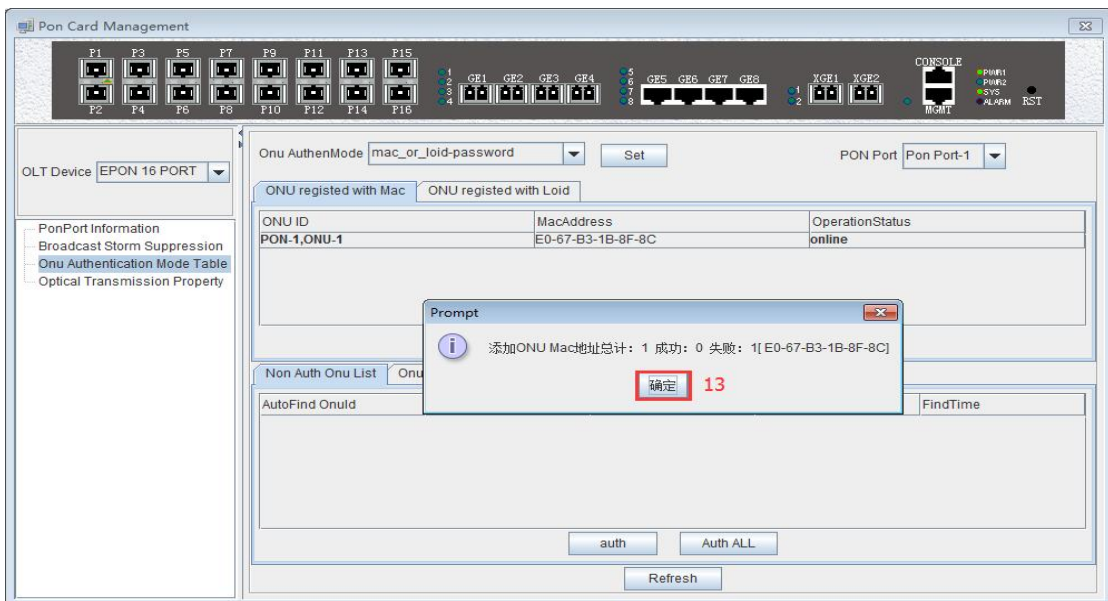 Pon Card Management
P1 P3 P5 P7 P9 P11 P13 P15
CONSOLE
1
2
3
4
GE1 GE2 GE3 GE4
5
6
7
8
GE5 GE6 GE7 GE8
1
2
XGE1 XGE2
PWR1
PWR2
SYS
ALARM
RST
P2 P4 P6 P8 P10 P12 P14 P16
MGMT
OLT Device EPON 16 PORT
Onu AuthenMode mac_or_loid-password Set PON Port Pon Port-1
ONU registed with Mac ONU registed with Loid
PonPort Information
Broadcast Storm Suppression
Onu Authentication Mode Table
Optical Transmission Property
ONU ID MacAddress OperationStatus
PON-1,ONU-1 E0-67-B3-1B-8F-8C online
Prompt
添加ONU Mac地址总计：1 成功：0 失败：1[ E0-67-B3-1B-8F-8C]
确定 13
Non Auth Onu List Onu
AutoFind OnuId FindTime
auth Auth ALL
Refresh